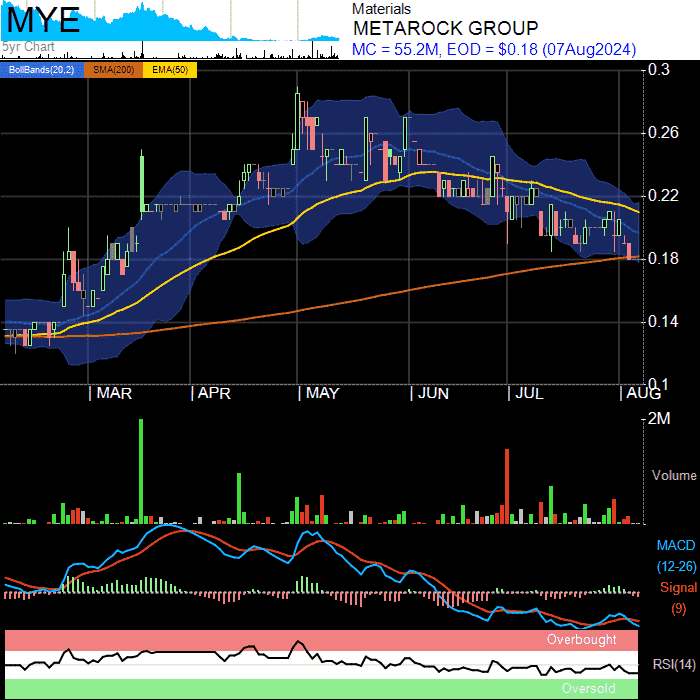 MYE
5yr Chart
Materials
METAROCK GROUP
MC = 55.2M, EOD = $0.18 (07Aug2024)
BollBands(20,2) SMA(200) EMA(50)
0.3
0.26
0.22
0.18
0.14
0.1
MAR APR MAY JUN JUL AUG
2M
Volume
MACD
(12-26)
Signal
(9)
Overbought
RSI(14)
Oversold